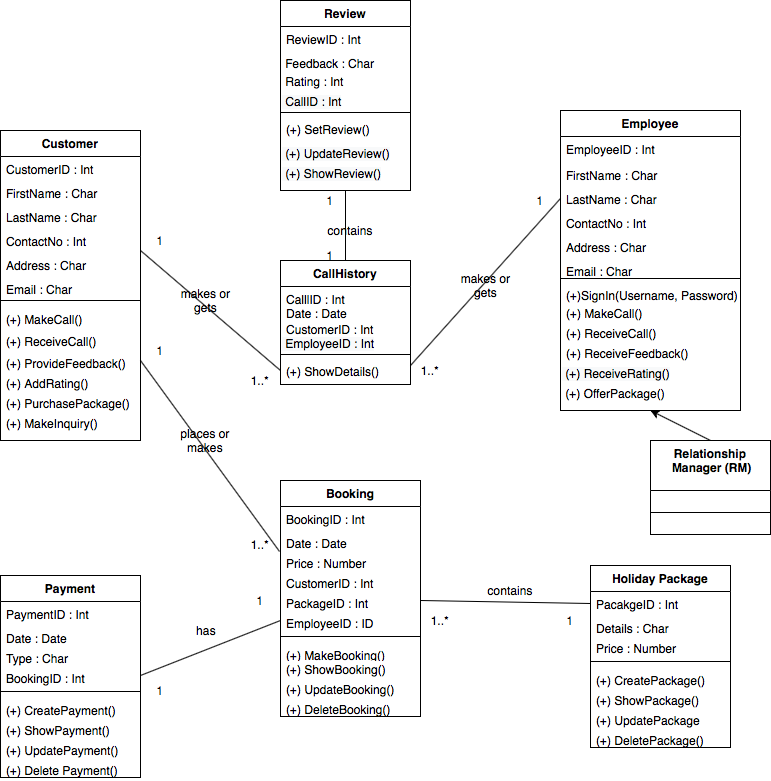 Review
ReviewID : Int
Feedback : Char
Rating : Int
CallID : Int
(+) SetReview()
(+) UpdateReview()
(+) ShowReview()
1
contains
1
Customer
CustomerID : Int
FirstName : Char
LastName : Char
ContactNo : Int
Address : Char
Email : Char
(+) MakeCall()
(+) ReceiveCall()
(+) ProvideFeedback()
(+) AddRating()
(+) PurchasePackage()
(+) MakeInquiry()
1
makes or
gets
1..*
CallHistory
CallIID : Int
Date : Date
CustomerID : Int
EmployeeID : Int
(+) ShowDetails()
1
makes or
gets
1..*
Employee
EmployeeID : Int
FirstName : Char
LastName : Char
ContactNo : Int
Address : Char
Email : Char
(+)SignIn(Username, Password)
(+) MakeCall()
(+) ReceiveCall()
(+) ReceiveFeedback()
(+) ReceiveRating()
(+) OfferPackage()
Relationship
Manager (RM)
1
places or
makes
1..*
Booking
BookingID : Int
Date : Date
Price : Number
CustomerID : Int
PackageID : Int
EmployeeID : ID
(+) MakeBooking()
(+) ShowBooking()
(+) UpdateBooking()
(+) DeleteBooking()
Payment
PaymentID : Int
Date : Date
Type : Char
BookingID : Int
(+) CreatePayment()
(+) ShowPayment()
(+) UpdatePayment()
(+) Delete Payment()
1
has
1
contains
1..*
1
Holiday Package
PacakgeID : Int
Details : Char
Price : Number
(+) CreatePackage()
(+) ShowPackage()
(+) UpdatePackage
(+) DeletePackage()